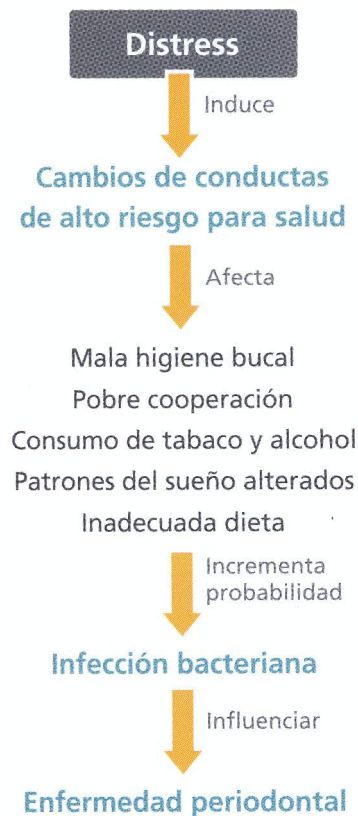 Distress
Induce
Cambios de conductas
de alto riesgo para salud
Afecta
Mala higiene bucal
Pobre cooperación
Consumo de tabaco y alcohol
Patrones del sueño alterados
Inadecuada dieta
Incrementa
probabilidad
Infección bacteriana
Influenciar
Enfermedad periodontal